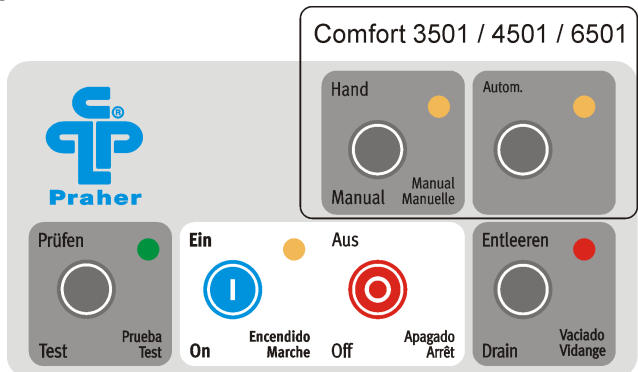 Comfort 3501 / 4501 / 6501
Hand
Manual
Manual
Manuelle
Autom.
®
Praher
Prüfen
Test
Prueba
Test
Ein
On
Encendido
Marche
Aus
Off
Apagado
Arrêt
Entleeren
Drain
Vaciado
Vidange